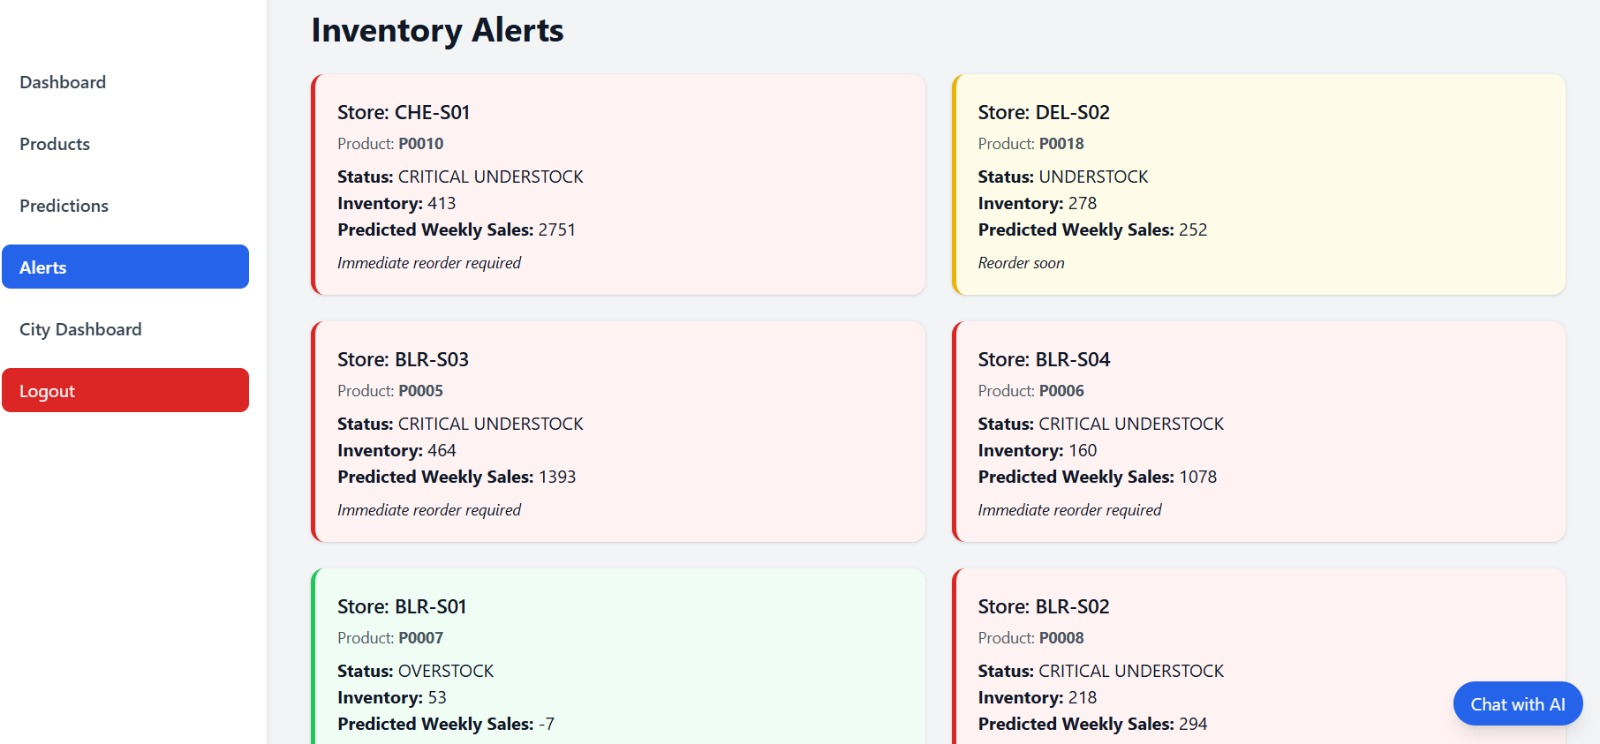 Inventory Alerts
Dashboard
Products
Predictions
Alerts
City Dashboard
Logout
Store: CHE-S01
Product: P0010
Status: CRITICAL UNDERSTOCK
Inventory: 413
Predicted Weekly Sales: 2751
Immediate reorder required
Store: DEL-S02
Product: P0018
Status: UNDERSTOCK
Inventory: 278
Predicted Weekly Sales: 252
Reorder soon
Store: BLR-S03
Product: P0005
Status: CRITICAL UNDERSTOCK
Inventory: 464
Predicted Weekly Sales: 1393
Immediate reorder required
Store: BLR-S04
Product: P0006
Status: CRITICAL UNDERSTOCK
Inventory: 160
Predicted Weekly Sales: 1078
Immediate reorder required
Store: BLR-S01
Product: P0007
Status: OVERSTOCK
Inventory: 53
Predicted Weekly Sales: -7
Store: BLR-S02
Product: P0008
Status: CRITICAL UNDERSTOCK
Inventory: 218
Predicted Weekly Sales: 294
Chat with AI